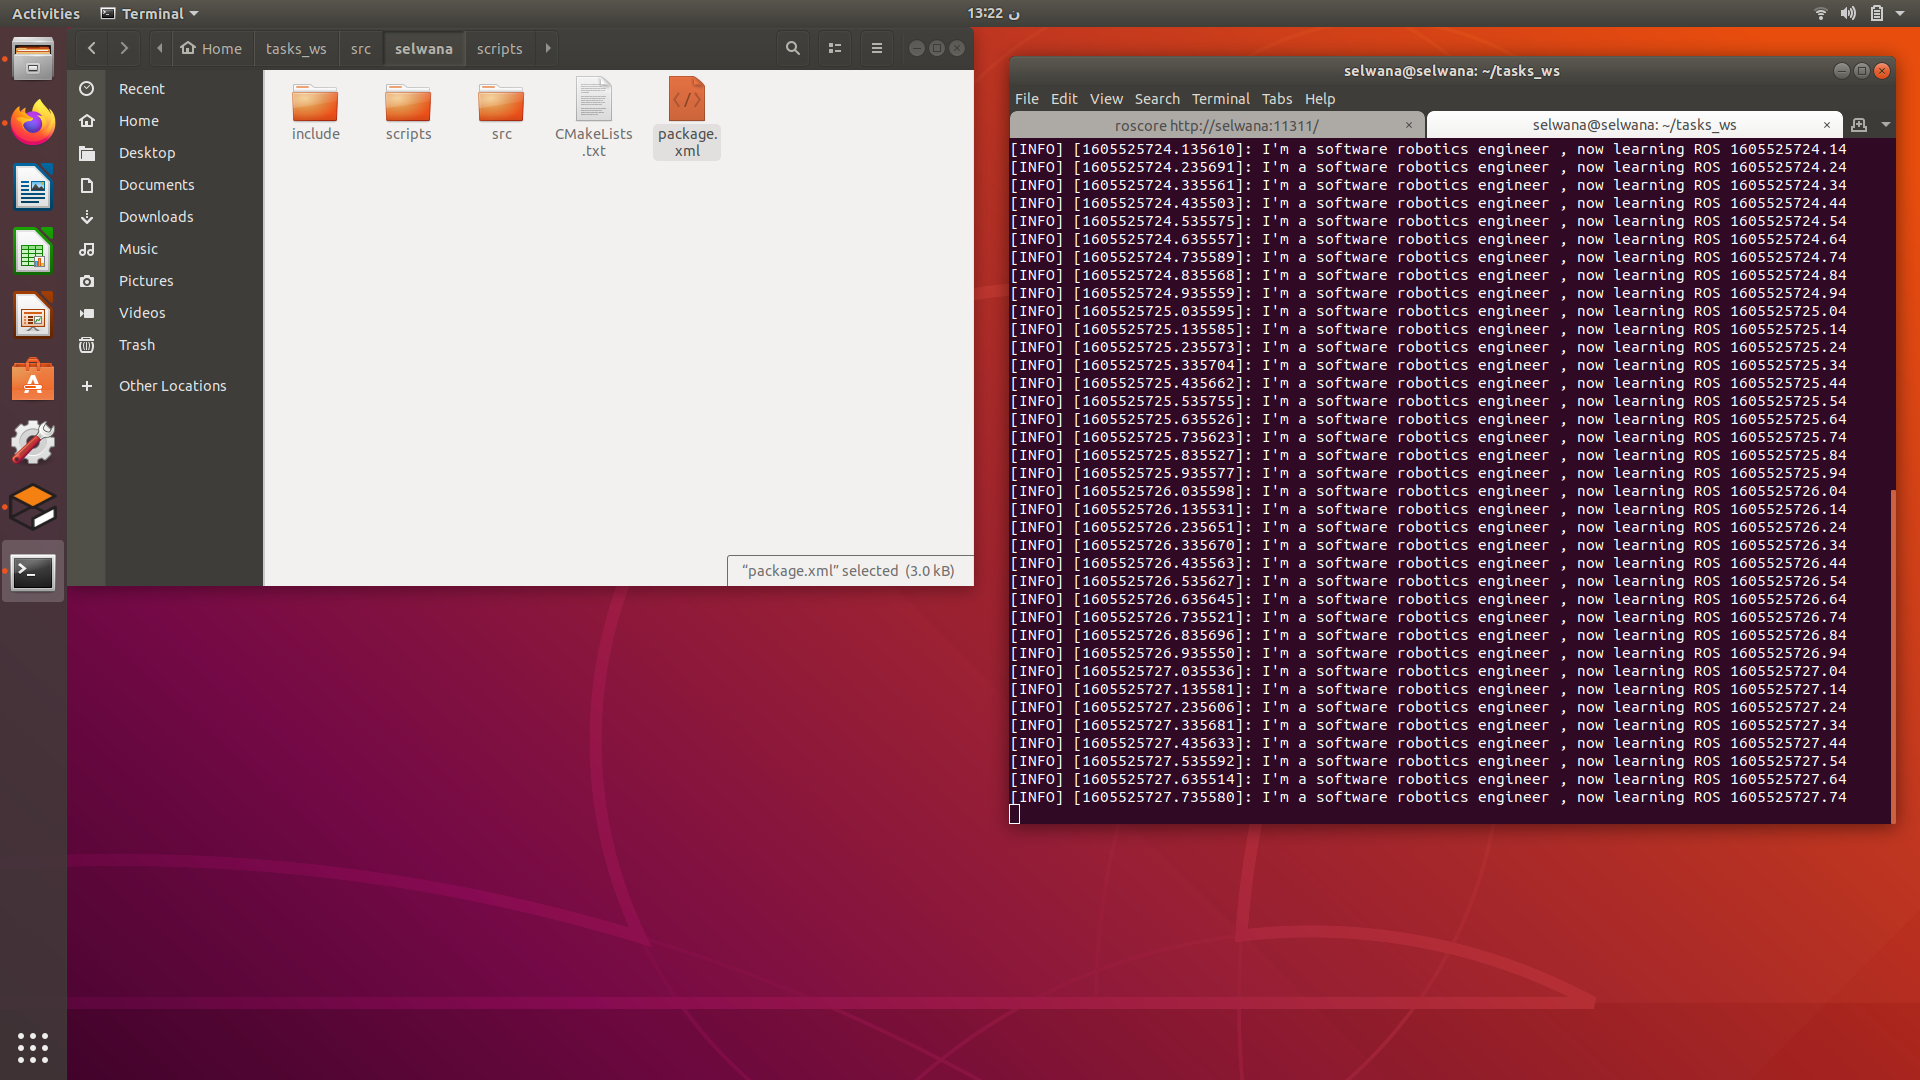 Activities
Terminal
13:22 ن
Home
tasks_ws
src
selwana
scripts
Recent
Home
Desktop
Documents
Downloads
Music
Pictures
Videos
Trash
Other Locations
include
scripts
src
CMakeLists
.txt
package.
xml
“package.xml” selected (3.0 kB)
selwana@selwana: ~/tasks_ws
File Edit View Search Terminal Tabs Help
roscore http://selwana:11311/
selwana@selwana: ~/tasks_ws
[INFO] [1605525724.135610]: I'm a software robotics engineer , now learning ROS 1605525724.14
[INFO] [1605525724.235691]: I'm a software robotics engineer , now learning ROS 1605525724.24
[INFO] [1605525724.335561]: I'm a software robotics engineer , now learning ROS 1605525724.34
[INFO] [1605525724.435503]: I'm a software robotics engineer , now learning ROS 1605525724.44
[INFO] [1605525724.535575]: I'm a software robotics engineer , now learning ROS 1605525724.54
[INFO] [1605525724.635557]: I'm a software robotics engineer , now learning ROS 1605525724.64
[INFO] [1605525724.735589]: I'm a software robotics engineer , now learning ROS 1605525724.74
[INFO] [1605525724.835568]: I'm a software robotics engineer , now learning ROS 1605525724.84
[INFO] [1605525724.935559]: I'm a software robotics engineer , now learning ROS 1605525724.94
[INFO] [1605525725.035595]: I'm a software robotics engineer , now learning ROS 1605525725.04
[INFO] [1605525725.135585]: I'm a software robotics engineer , now learning ROS 1605525725.14
[INFO] [1605525725.235573]: I'm a software robotics engineer , now learning ROS 1605525725.24
[INFO] [1605525725.335704]: I'm a software robotics engineer , now learning ROS 1605525725.34
[INFO] [1605525725.435662]: I'm a software robotics engineer , now learning ROS 1605525725.44
[INFO] [1605525725.535755]: I'm a software robotics engineer , now learning ROS 1605525725.54
[INFO] [1605525725.635526]: I'm a software robotics engineer , now learning ROS 1605525725.64
[INFO] [1605525725.735623]: I'm a software robotics engineer , now learning ROS 1605525725.74
[INFO] [1605525725.835527]: I'm a software robotics engineer , now learning ROS 1605525725.84
[INFO] [1605525725.935577]: I'm a software robotics engineer , now learning ROS 1605525725.94
[INFO] [1605525726.035598]: I'm a software robotics engineer , now learning ROS 1605525726.04
[INFO] [1605525726.135531]: I'm a software robotics engineer , now learning ROS 1605525726.14
[INFO] [1605525726.235651]: I'm a software robotics engineer , now learning ROS 1605525726.24
[INFO] [1605525726.335670]: I'm a software robotics engineer , now learning ROS 1605525726.34
[INFO] [1605525726.435563]: I'm a software robotics engineer , now learning ROS 1605525726.44
[INFO] [1605525726.535627]: I'm a software robotics engineer , now learning ROS 1605525726.54
[INFO] [1605525726.635645]: I'm a software robotics engineer , now learning ROS 1605525726.64
[INFO] [1605525726.735521]: I'm a software robotics engineer , now learning ROS 1605525726.74
[INFO] [1605525726.835696]: I'm a software robotics engineer , now learning ROS 1605525726.84
[INFO] [1605525726.935550]: I'm a software robotics engineer , now learning ROS 1605525726.94
[INFO] [1605525727.035536]: I'm a software robotics engineer , now learning ROS 1605525727.04
[INFO] [1605525727.135581]: I'm a software robotics engineer , now learning ROS 1605525727.14
[INFO] [1605525727.235606]: I'm a software robotics engineer , now learning ROS 1605525727.24
[INFO] [1605525727.335681]: I'm a software robotics engineer , now learning ROS 1605525727.34
[INFO] [1605525727.435633]: I'm a software robotics engineer , now learning ROS 1605525727.44
[INFO] [1605525727.535592]: I'm a software robotics engineer , now learning ROS 1605525727.54
[INFO] [1605525727.635514]: I'm a software robotics engineer , now learning ROS 1605525727.64
[INFO] [1605525727.735580]: I'm a software robotics engineer , now learning ROS 1605525727.74